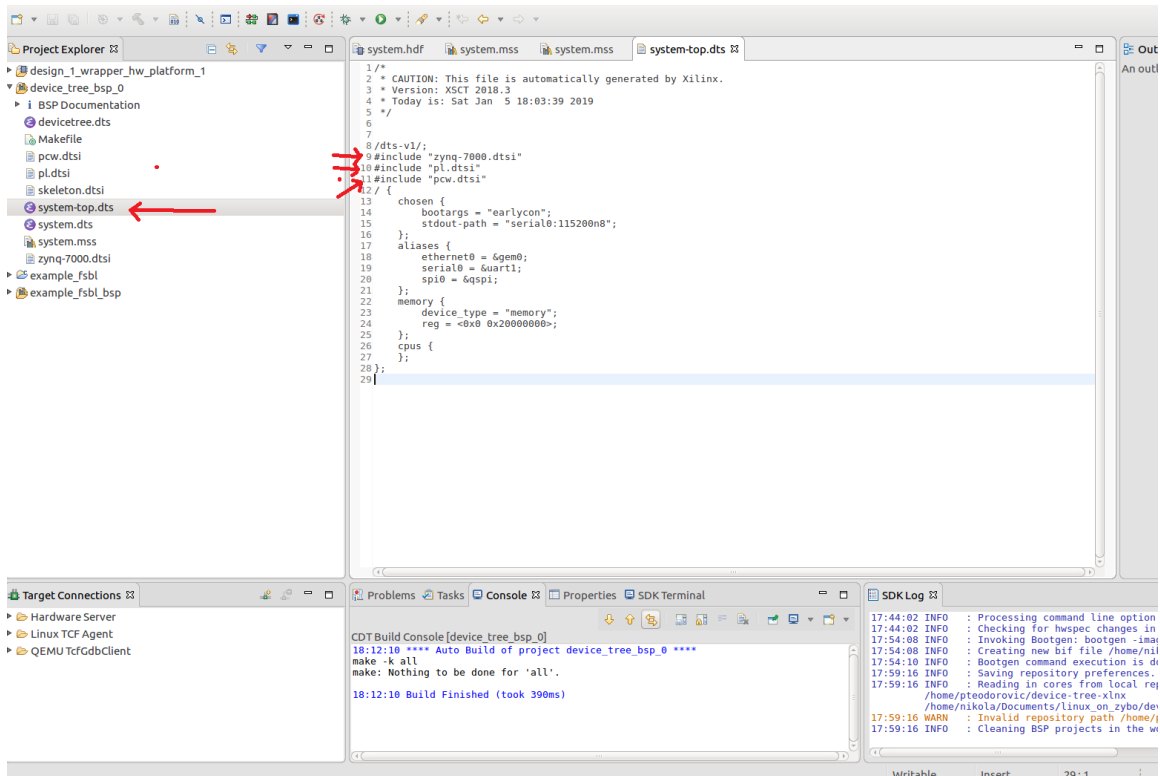 Project Explorer
design_1_wrapper_hw_platform_1
device_tree_bsp_0
BSP Documentation
devicetree.dts
Makefile
pcw.dtsi
pl.dtsi
skeleton.dtsi
system-top.dts
system.dts
system.mss
zynq-7000.dtsi
example_fsbl
example_fsbl_bsp
system.hdf
system.mss
system.mss
system-top.dts
1 /*
2  * CAUTION: This file is automatically generated by Xilinx.
3  * Version: XSCT 2018.3
4  * Today is: Sat Jan  5 18:03:39 2019
5  */
6
7
8 /dts-v1/;
9 #include "zynq-7000.dtsi"
10 #include "pl.dtsi"
11 #include "pcw.dtsi"
12 / {
13     chosen {
14         bootargs = "earlycon";
15         stdout-path = "serial0:115200n8";
16     };
17     aliases {
18         ethernet0 = &gem0;
19         serial0 = &uart1;
20         spi0 = &qspi;
21     };
22     memory {
23         device_type = "memory";
24         reg = <0x0 0x20000000>;
25     };
26     cpus {
27     };
28 };
29
Out
An outl
Target Connections
Hardware Server
Linux TCF Agent
QEMU TcfGdbClient
Problems Tasks Console Properties SDK Terminal
CDT Build Console [device_tree_bsp_0]
18:12:10 **** Auto Build of project device_tree_bsp_0 ****
make -k all
make: Nothing to be done for 'all'.
18:12:10 Build Finished (took 390ms)
SDK Log
17:44:02 INFO : Processing command line option
17:44:02 INFO : Checking for hwspec changes in
17:54:08 INFO : Invoking Bootgen: bootgen -imag
17:54:08 INFO : Creating new bif file /home/nik
17:54:10 INFO : Bootgen command execution is do
17:59:16 INFO : Saving repository preferences.
17:59:16 INFO : Reading in cores from local rep
/home/pteodorovic/device-tree-xlnx
/home/nikola/Documents/linux_on_zybo/dev
17:59:16 WARN : Invalid repository path /home/p
17:59:16 INFO : Cleaning BSP projects in the wo
Writable Insert 29 : 1